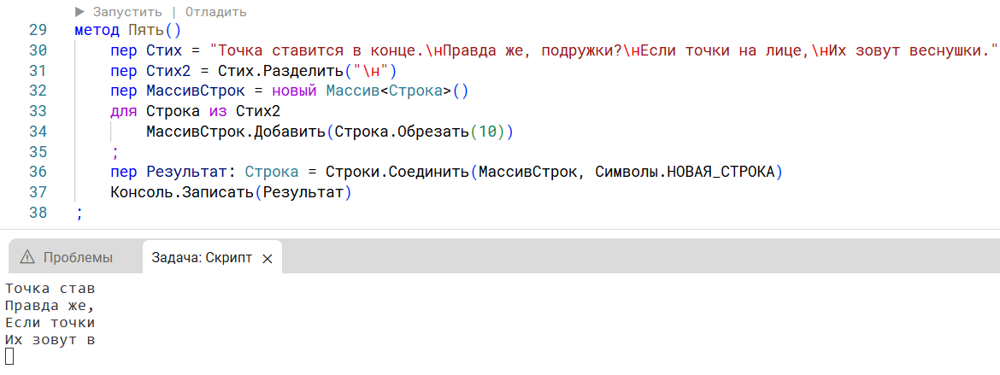 ▶ Запустить | Отладить
29 метод Пять()
30 пер Стих = "Точка ставится в конце.\нПравда же, подружки?\нЕсли точки на лице,\нИх зовут веснушки."
31 пер Стих2 = Стих.Разделить("\н")
32 пер МассивСтрок = новый Массив<Строка>()
33 для Строка из Стих2
34 МассивСтрок.Добавить(Строка.Обрезать(10))
35 ;
36 пер Результат: Строка = Строки.Соединить(МассивСтрок, Символы.НОВАЯ_СТРОКА)
37 Консоль.Записать(Результат)
38 ;
Проблемы Задача: Скрипт ×
Точка став
Правда же,
Если точки
Их зовут в